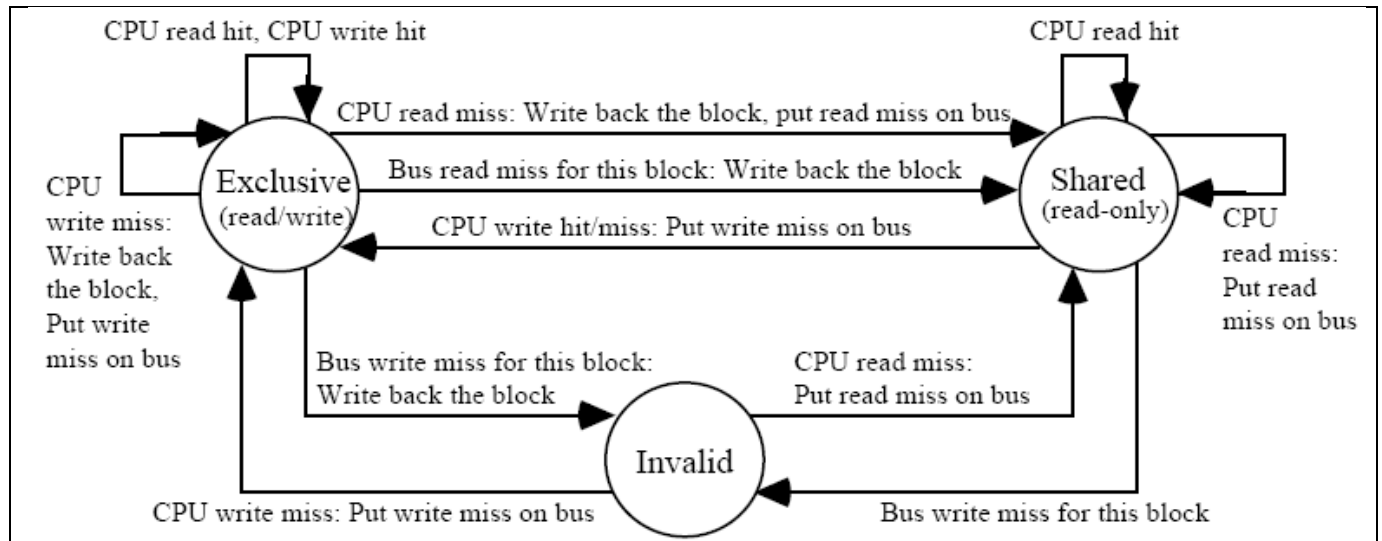 CPU read hit, CPU write hit
CPU read hit
CPU read miss: Write back the block, put read miss on bus
Bus read miss for this block: Write back the block
CPU write hit/miss: Put write miss on bus
Exclusive
(read/write)
Shared
(read-only)
CPU
write miss:
Write back
the block,
Put write
miss on bus
CPU
read miss:
Put read
miss on bus
Bus write miss for this block:
Write back the block
CPU read miss:
Put read miss on bus
Invalid
CPU write miss: Put write miss on bus
Bus write miss for this block